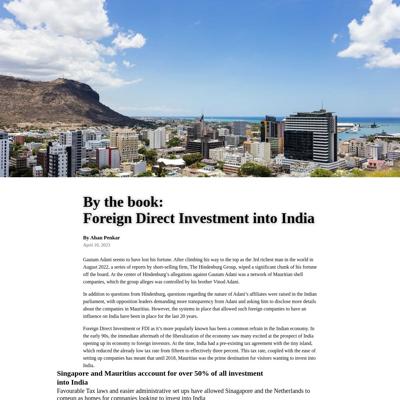 By the book:
Foreign Direct Investment into India
By Ahan Penkar
April 10, 2023
Gautam Adani seems to have lost his fortune. After climbing his way to the top as the 3rd richest man in the world in
August 2022, a series of reports by short-selling firm, The Hindenburg Group, wiped a significant chunk of his fortune
off the board. At the center of Hindenburg's allegations against Gautam Adani was a network of Mauritian shell
companies, which the group alleges was controlled by his brother Vinod Adani.
In addition to questions from Hindenburg, questions regarding the nature of Adani's affiliates were raised in the Indian
parliament, with opposition leaders demanding more transparency from Adani and asking him to disclose more details
about the companies in Mauritius. However, the systems in place that allowed such foreign companies to have an
influence on India have been in place for the last 20 years.
Foreign Direct Investment or FDI as it's more popularly known has been a common refrain in the Indian economy. In
the early 90s, the immediate aftermath of the liberalization of the economy saw many excited at the prospect of India
opening up its economy to foreign investors. At the time, India had a pre-existing tax agreement with the tiny island,
which reduced the already low tax rate from fifteen to effectively three percent. This tax rate, coupled with the ease of
setting up companies has meant that until 2018, Mauritius was the prime destination for visitors wanting to invest into
India.
Singapore and Mauritius acccount for over 50% of all investment
into India
Favourable Tax laws and easier administrative set ups have allowed Sinagapore and the Netherlands to
comeup as homes for companies looking to invest into India